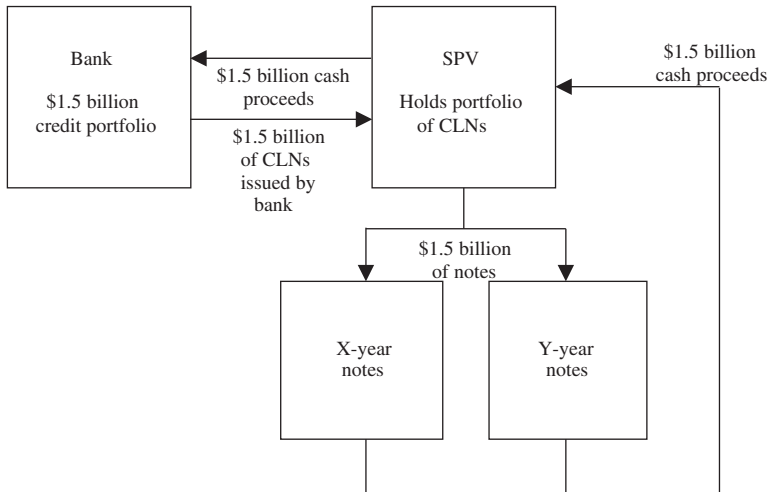 Bank
$1.5 billion
credit portfolio
$1.5 billion cash
proceeds
$1.5 billion
of CLNs
issued by
bank
SPV
Holds portfolio
of CLNs
$1.5 billion
cash proceeds
$1.5 billion
of notes
X-year
notes
Y-year
notes